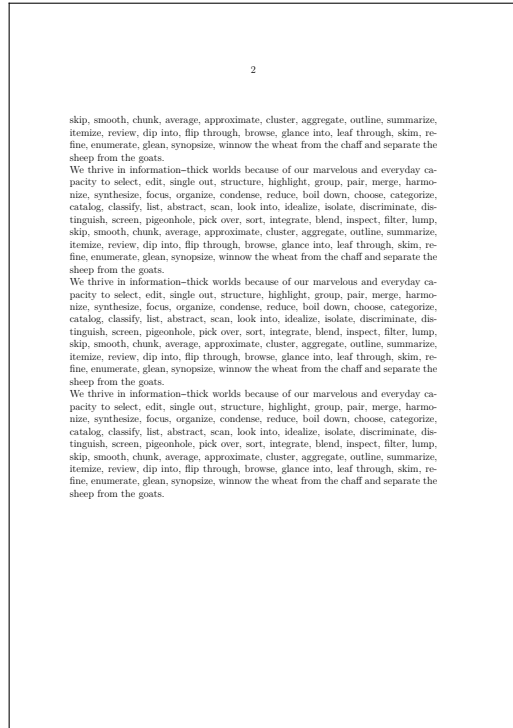 2
skip, smooth, chunk, average, approximate, cluster, aggregate, outline, summarize,
itemize, review, dip into, flip through, browse, glance into, leaf through, skim, re-
fine, enumerate, glean, synopsize, winnow the wheat from the chaff and separate the
sheep from the goats.
We thrive in information–thick worlds because of our marvelous and everyday ca-
pacity to select, edit, single out, structure, highlight, group, pair, merge, harmo-
nize, synthesize, focus, organize, condense, reduce, boil down, choose, categorize,
catalog, classify, list, abstract, scan, look into, idealize, isolate, discriminate, dis-
tinguish, screen, pigeonhole, pick over, sort, integrate, blend, inspect, filter, lump,
skip, smooth, chunk, average, approximate, cluster, aggregate, outline, summarize,
itemize, review, dip into, flip through, browse, glance into, leaf through, skim, re-
fine, enumerate, glean, synopsize, winnow the wheat from the chaff and separate the
sheep from the goats.
We thrive in information–thick worlds because of our marvelous and everyday ca-
pacity to select, edit, single out, structure, highlight, group, pair, merge, harmo-
nize, synthesize, focus, organize, condense, reduce, boil down, choose, categorize,
catalog, classify, list, abstract, scan, look into, idealize, isolate, discriminate, dis-
tinguish, screen, pigeonhole, pick over, sort, integrate, blend, inspect, filter, lump,
skip, smooth, chunk, average, approximate, cluster, aggregate, outline, summarize,
itemize, review, dip into, flip through, browse, glance into, leaf through, skim, re-
fine, enumerate, glean, synopsize, winnow the wheat from the chaff and separate the
sheep from the goats.
We thrive in information–thick worlds because of our marvelous and everyday ca-
pacity to select, edit, single out, structure, highlight, group, pair, merge, harmo-
nize, synthesize, focus, organize, condense, reduce, boil down, choose, categorize,
catalog, classify, list, abstract, scan, look into, idealize, isolate, discriminate, dis-
tinguish, screen, pigeonhole, pick over, sort, integrate, blend, inspect, filter, lump,
skip, smooth, chunk, average, approximate, cluster, aggregate, outline, summarize,
itemize, review, dip into, flip through, browse, glance into, leaf through, skim, re-
fine, enumerate, glean, synopsize, winnow the wheat from the chaff and separate the
sheep from the goats.